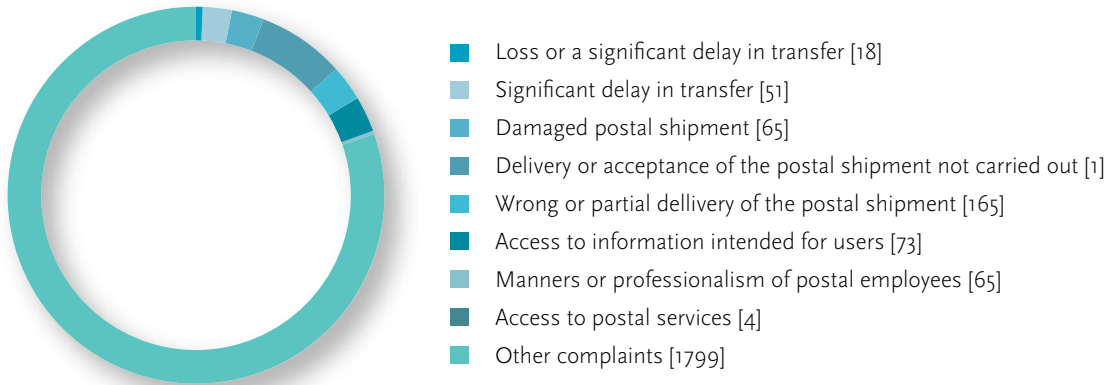 Loss or a significant delay in transfer [18]
Significant delay in transfer [51]
Damaged postal shipment [65]
Delivery or acceptance of the postal shipment not carried out [1]
Wrong or partial dellivery of the postal shipment [165]
Access to information intended for users [73]
Manners or professionalism of postal employees [65]
Access to postal services [4]
Other complaints [1799]